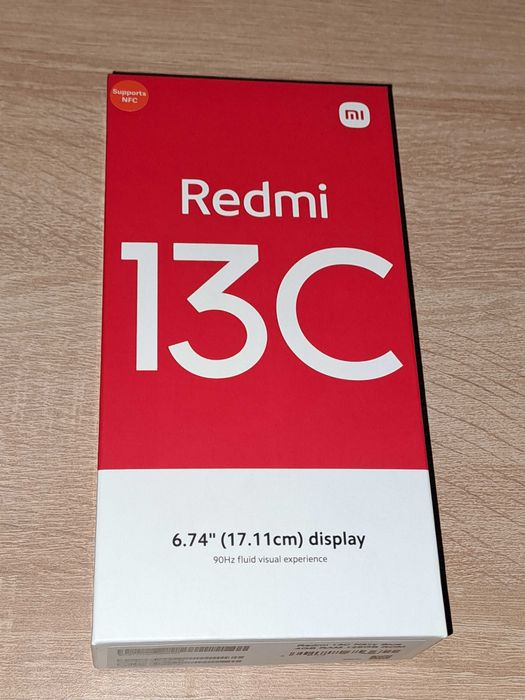 Supports
NFC
mi
Redmi
13C
6.74" (17.11cm) display
90Hz fluid visual experience